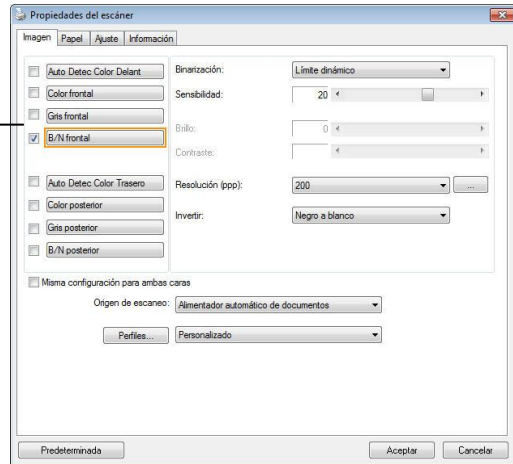 Propiedades del escáner
Imagen Papel Ajuste Información
Auto Detec Color Delant
Color frontal
Gris frontal
B/N frontal
Auto Detec Color Trasero
Color posterior
Gris posterior
B/N posterior
Binarización: Límite dinámico
Sensibilidad: 20
Brillo: 0
Contraste:
Resolución (ppp): 200 ...
Invertir: Negro a blanco
Misma configuración para ambas caras
Origen de escaneo: Alimentador automático de documentos
Perfiles... Personalizado
Predeterminada Aceptar Cancelar